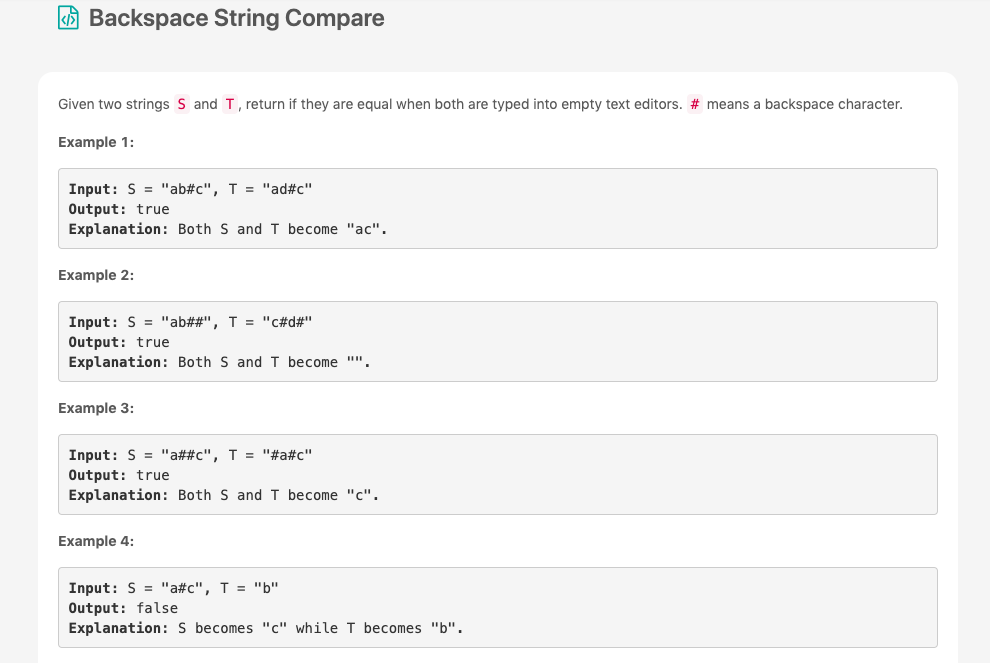 Backspace String Compare
Given two strings S and T, return if they are equal when both are typed into empty text editors. # means a backspace character.
Example 1:
Input: S = "ab#c", T = "ad#c"
Output: true
Explanation: Both S and T become "ac".
Example 2:
Input: S = "ab##", T = "c#d#"
Output: true
Explanation: Both S and T become "".
Example 3:
Input: S = "a##c", T = "#a#c"
Output: true
Explanation: Both S and T become "c".
Example 4:
Input: S = "a#c", T = "b"
Output: false
Explanation: S becomes "c" while T becomes "b".